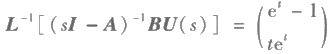 L⁻¹[(sI − A)⁻¹BU(s)] = (eᵗ − 1
teᵗ)